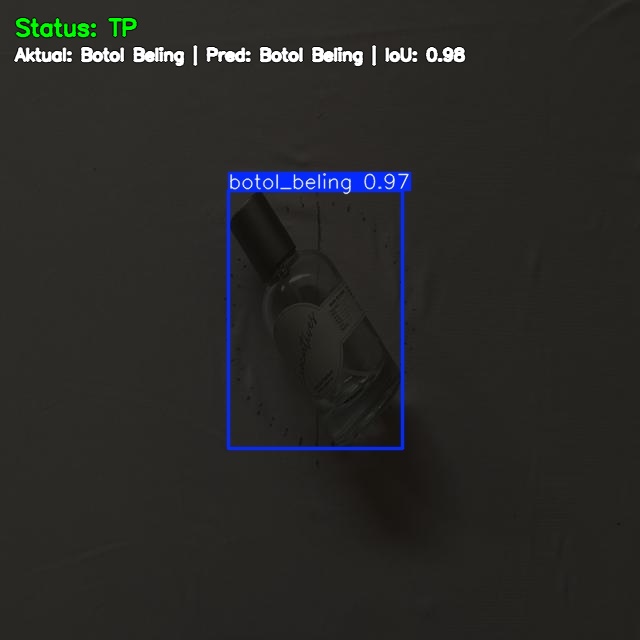 Status: TP
Aktual: Botol Beling | Pred: Botol Beling | IoU: 0.98
botol_beling 0.97